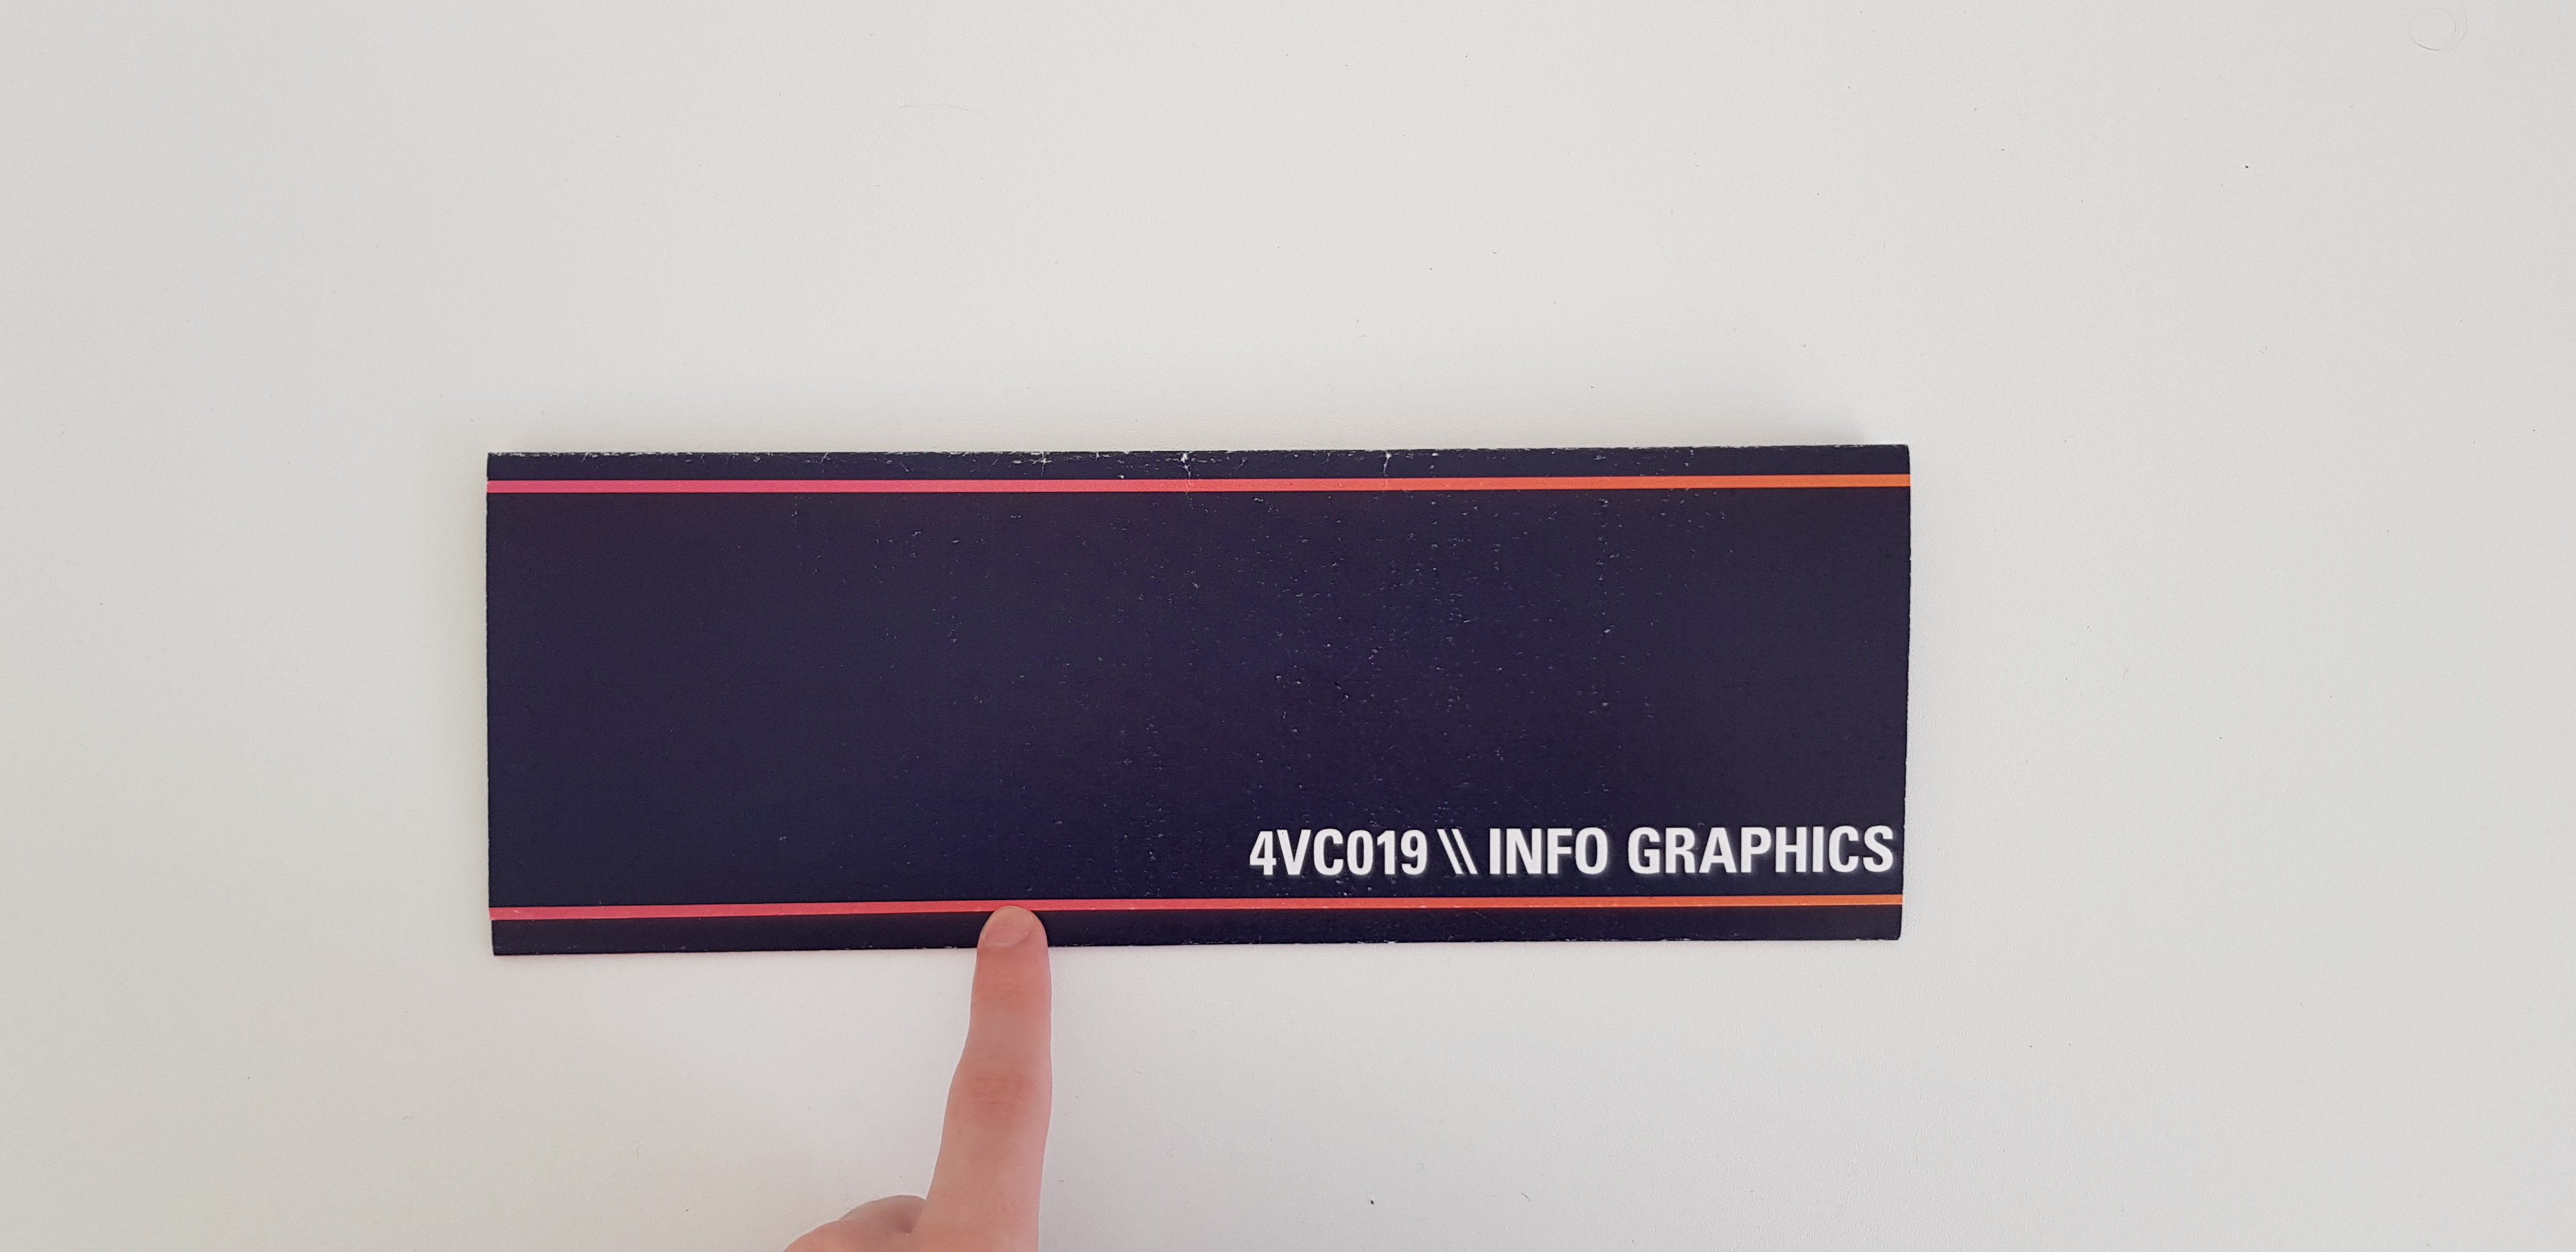 4VC019 \\ INFO GRAPHICS